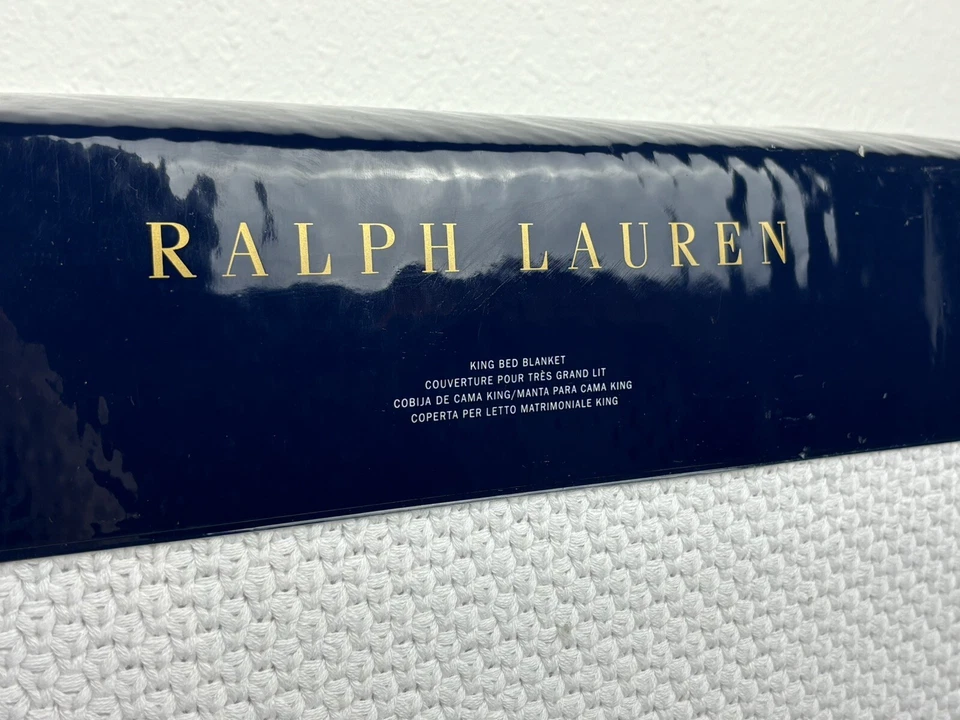 RALPH LAUREN
KING BED BLANKET
COUVERTURE POUR TRÈS GRAND LIT
COBIJA DE CAMA KING/MANTA PARA CAMA KING
COPERTA PER LETTO MATRIMONIALE KING